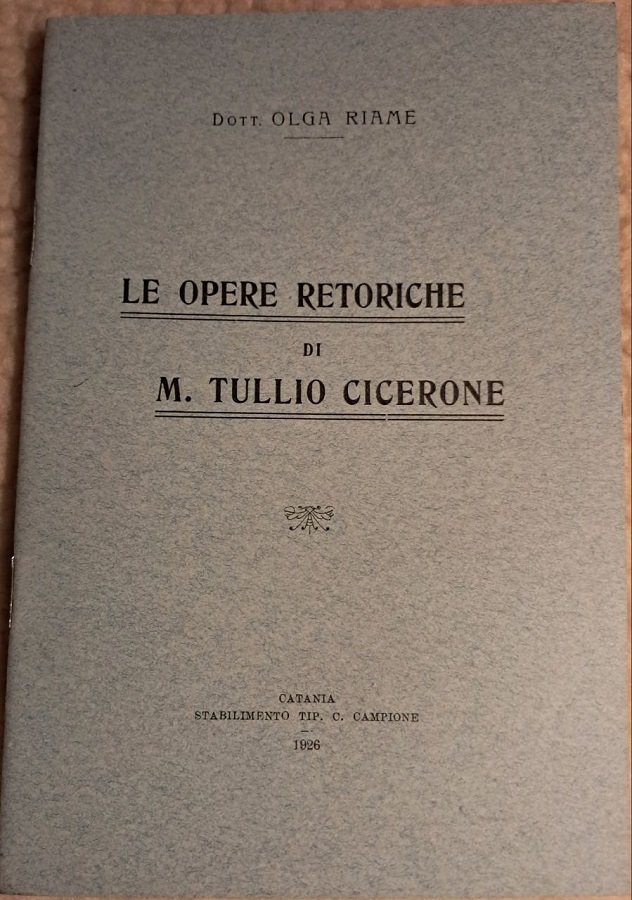 Dott. OLGA RIAME
LE OPERE RETORICHE
DI
M. TULLIO CICERONE
CATANIA
STABILIMENTO TIP. C. CAMPIONE
1926